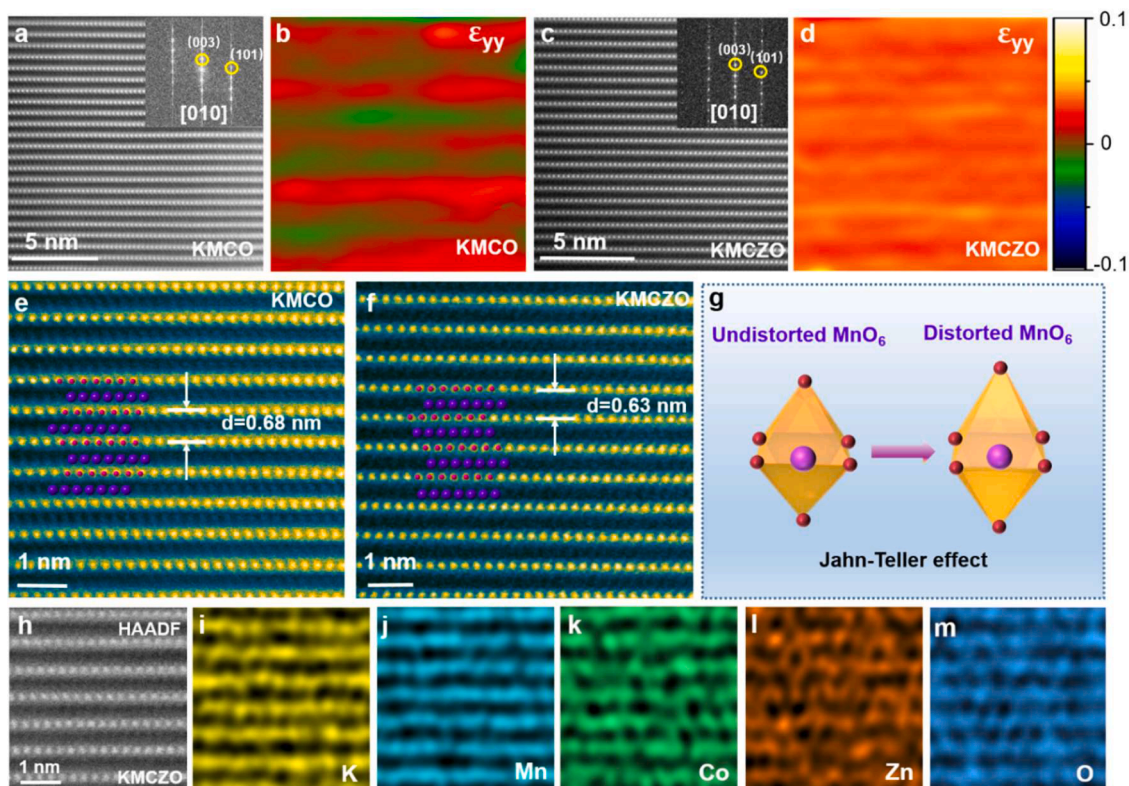 a
(003)
(101)
[010]
5 nm
KMCO
b
εyy
KMCO
c
(003)
(101)
[010]
5 nm
KMCZO
d
εyy
KMCZO
0.1
0
-0.1
e
KMCO
d=0.68 nm
1 nm
f
KMCZO
d=0.63 nm
1 nm
g
Undistorted MnO6
Distorted MnO6
Jahn-Teller effect
h
HAADF
1 nm
KMCZO
i
K
j
Mn
k
Co
l
Zn
m
O